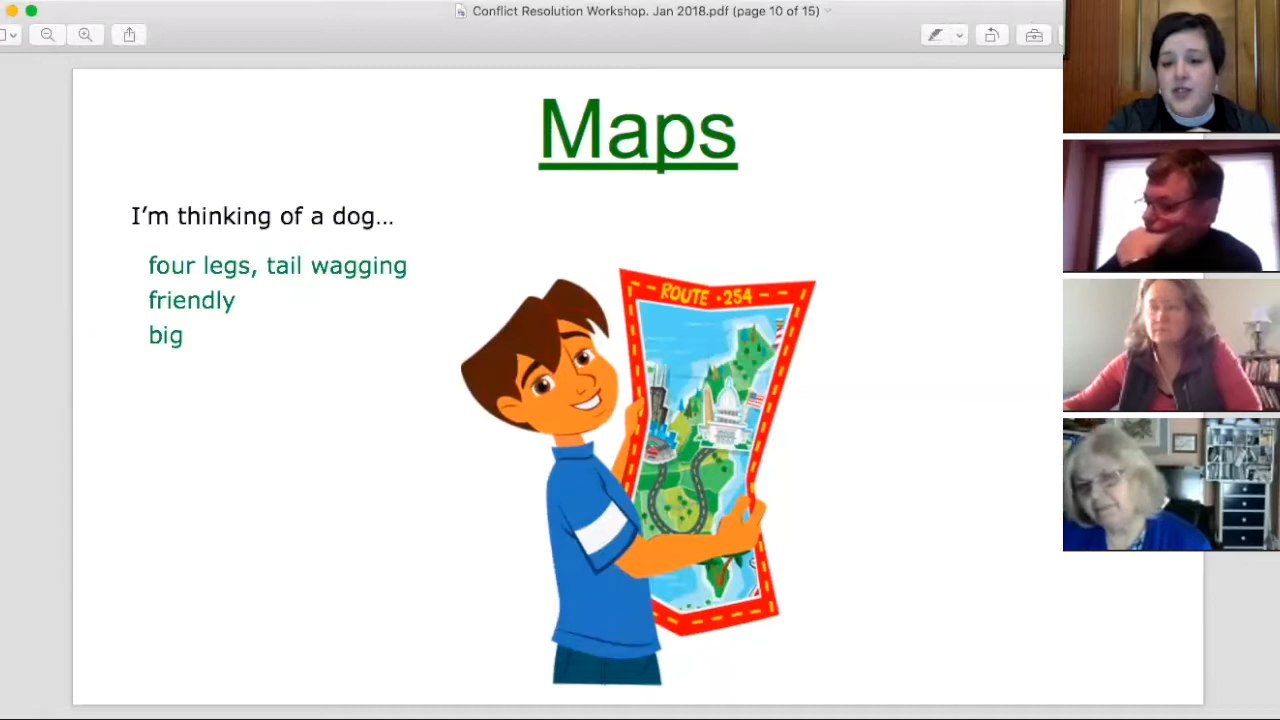 Conflict Resolution Workshop. Jan 2018.pdf (page 10 of 15)
Maps
I'm thinking of a dog...
four legs, tail wagging
friendly
big
ROUTE · 254